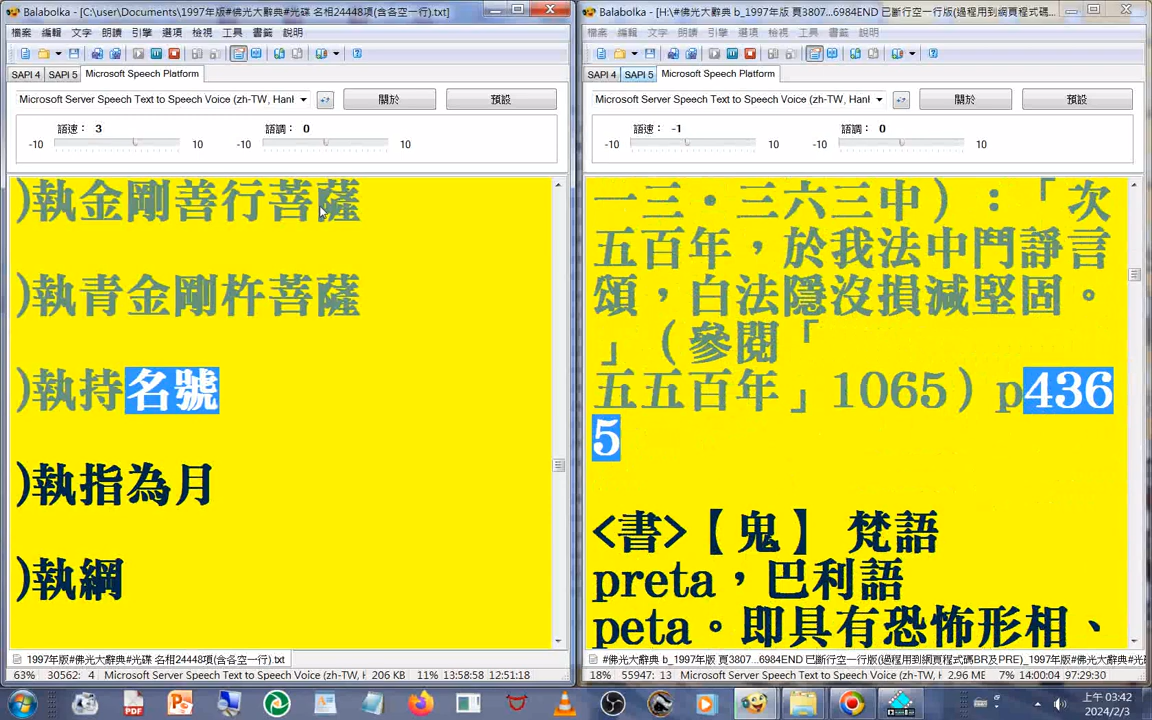 Balabolka - [C:\user\Documents\1997年版#佛光大辭典#光碟 名相24448項(含各空一行).txt]
檔案 編輯 文字 朗讀 引擎 選項 檢視 工具 書籤 說明
SAPI 4 SAPI 5 Microsoft Speech Platform
Microsoft Server Speech Text to Speech Voice (zh-TW, Hanl
關於 預設
語速： 3 語調： 0
-10 10 -10 10
)執金剛善行菩薩
)執青金剛杵菩薩
)執持名號
)執指為月
)執綱
1997年版#佛光大辭典#光碟 名相24448項(含各空一行).txt
63% 30562: 4 Microsoft Server Speech Text to Speech Voice (zh-TW, H 206 KB 11% 13:58:58 12:51:18
Balabolka - [H:\#佛光大辭典 b_1997年版 頁3807...6984END 已斷行空一行版(過程用到網頁程式碼...
檔案 編輯 文字 朗讀 引擎 選項 檢視 工具 書籤 說明
SAPI 4 SAPI 5 Microsoft Speech Platform
Microsoft Server Speech Text to Speech Voice (zh-TW, Hanl
關於 預設
語速： -1 語調： 0
-10 10 -10 10
一三・三六三中）：「次
五百年，於我法中鬥諍言
頌，白法隱沒損減堅固。
」（參閱「
五五百年」1065）p436
5
<書>【鬼】 梵語
preta，巴利語
peta。即具有恐怖形相、
#佛光大辭典 b_1997年版 頁3807...6984END 已斷行空一行版(過程用到網頁程式碼BR及PRE)_1997年版#光
18% 55947: 13 Microsoft Server Speech Text to Speech Voice (zh-TW, H 2.96 ME 7% 14:00:04 97:29:30
PDF
上午 03:42
2024/2/3